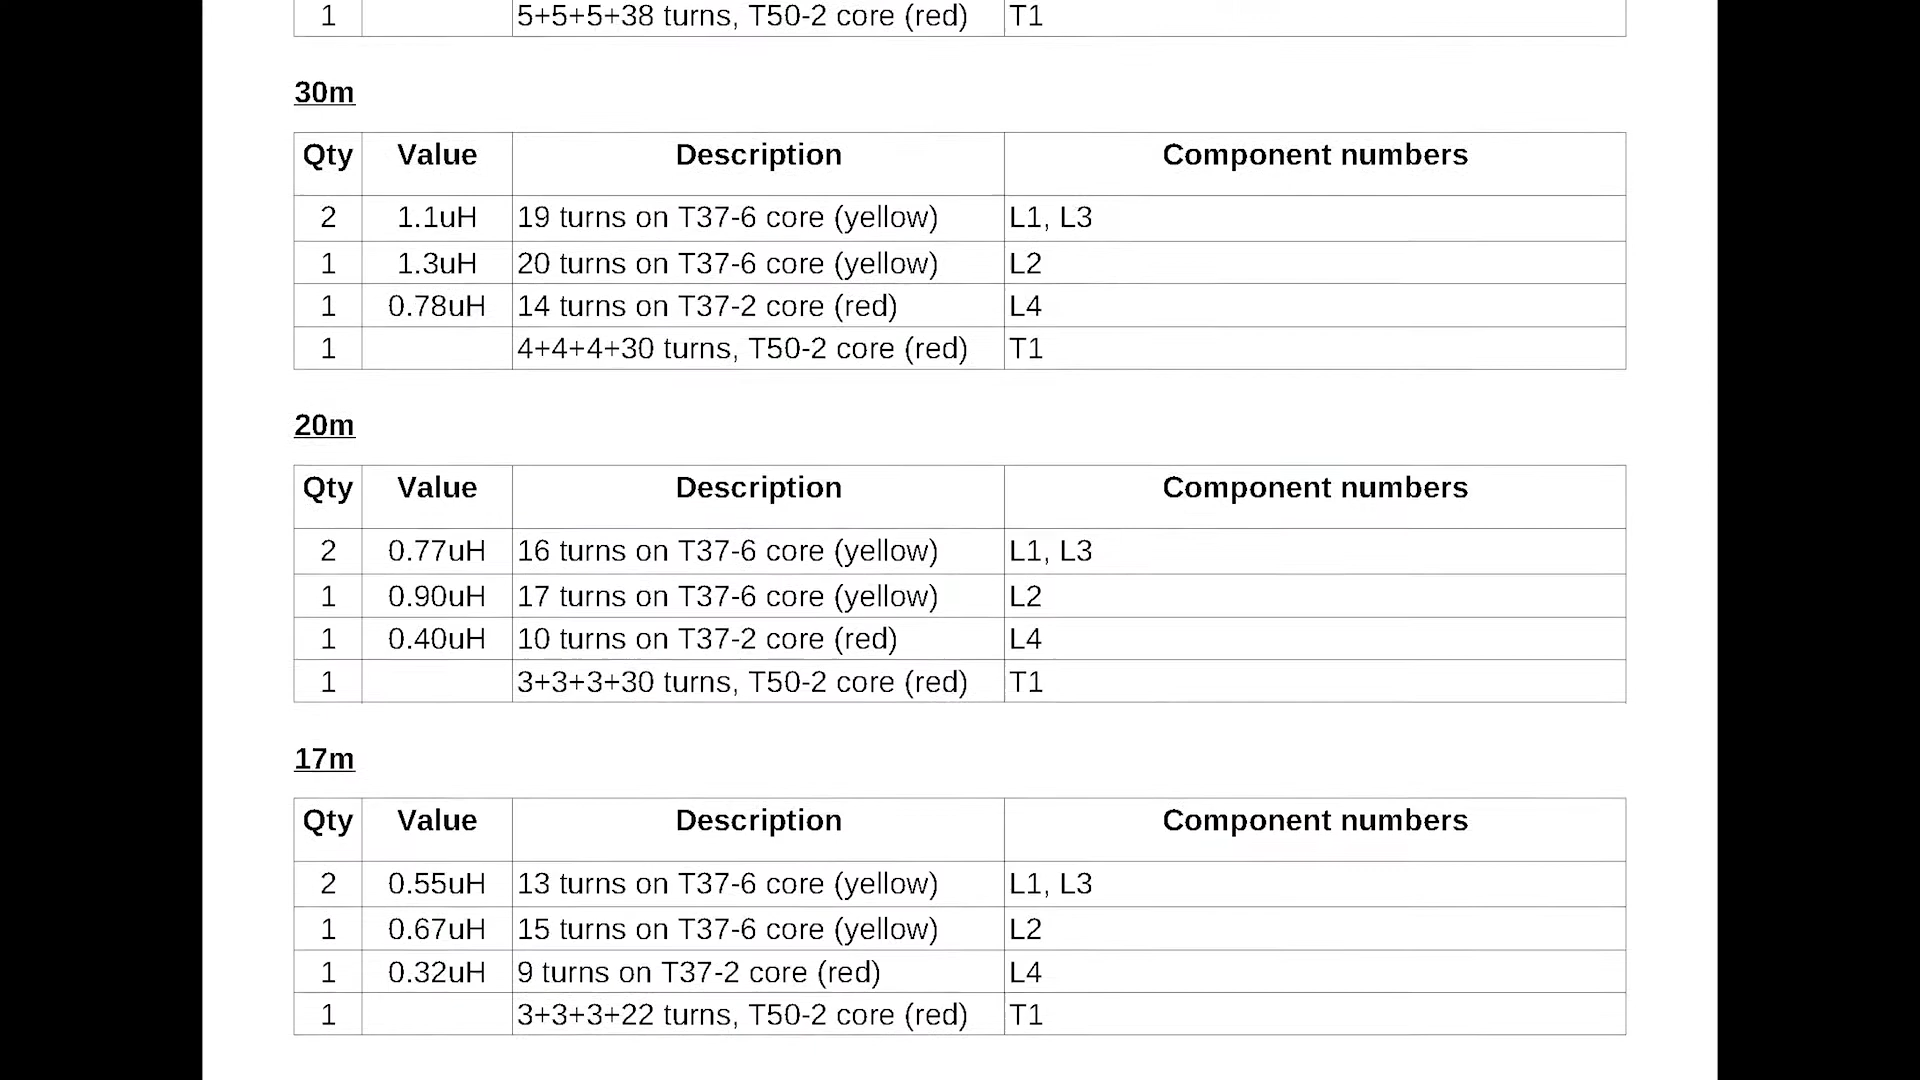 1 5+5+5+38 turns, T50-2 core (red) T1
30m
Qty Value Description Component numbers
2 1.1uH 19 turns on T37-6 core (yellow) L1, L3
1 1.3uH 20 turns on T37-6 core (yellow) L2
1 0.78uH 14 turns on T37-2 core (red) L4
1 4+4+4+30 turns, T50-2 core (red) T1
20m
Qty Value Description Component numbers
2 0.77uH 16 turns on T37-6 core (yellow) L1, L3
1 0.90uH 17 turns on T37-6 core (yellow) L2
1 0.40uH 10 turns on T37-2 core (red) L4
1 3+3+3+30 turns, T50-2 core (red) T1
17m
Qty Value Description Component numbers
2 0.55uH 13 turns on T37-6 core (yellow) L1, L3
1 0.67uH 15 turns on T37-6 core (yellow) L2
1 0.32uH 9 turns on T37-2 core (red) L4
1 3+3+3+22 turns, T50-2 core (red) T1